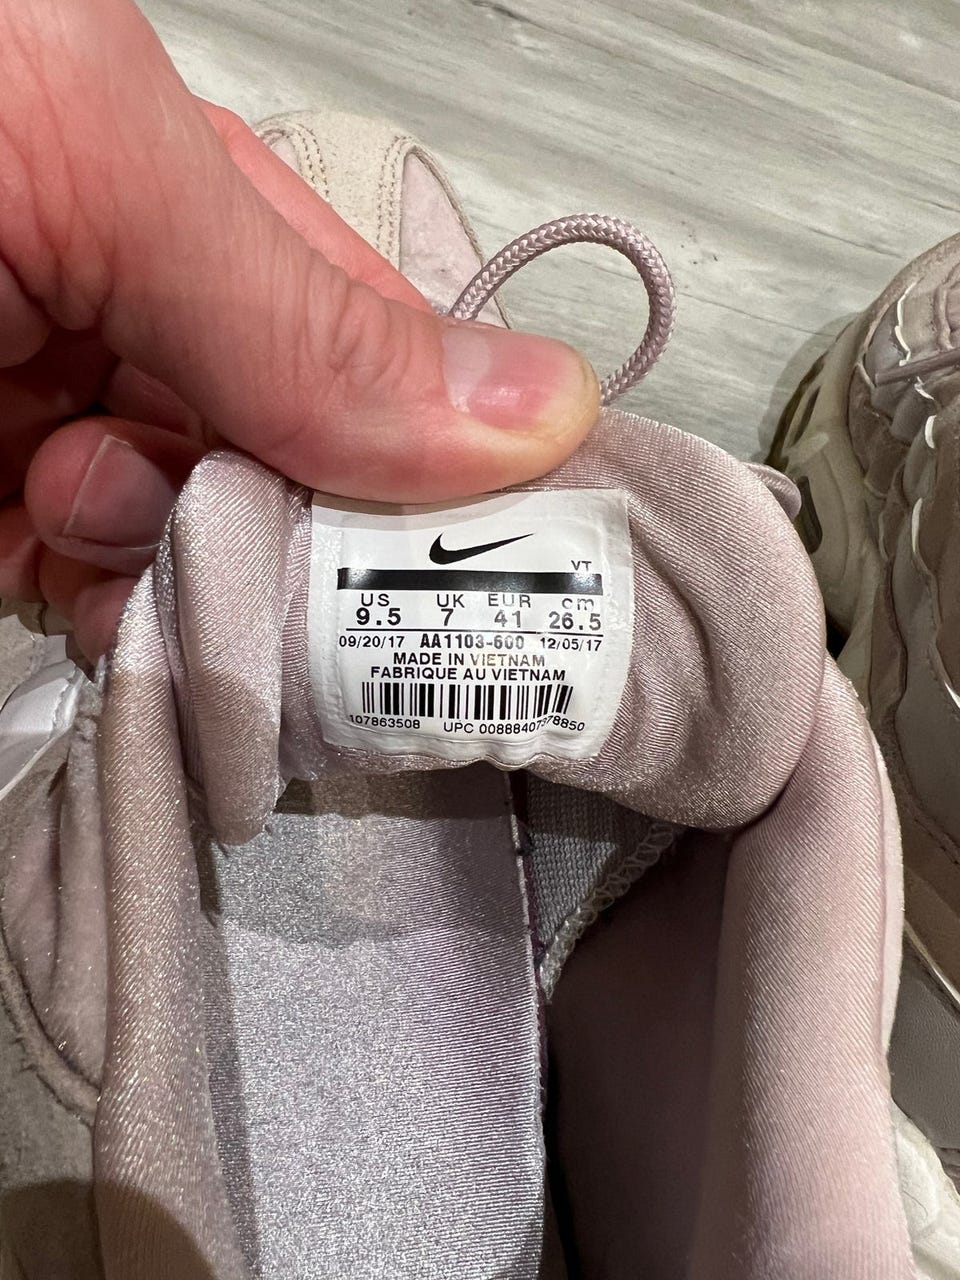 VT
US UK EUR cm
9.5 7 41 26.5
09/20/17 AA1103-600 12/05/17
MADE IN VIETNAM
FABRIQUE AU VIETNAM
107863508 UPC 00888407378850